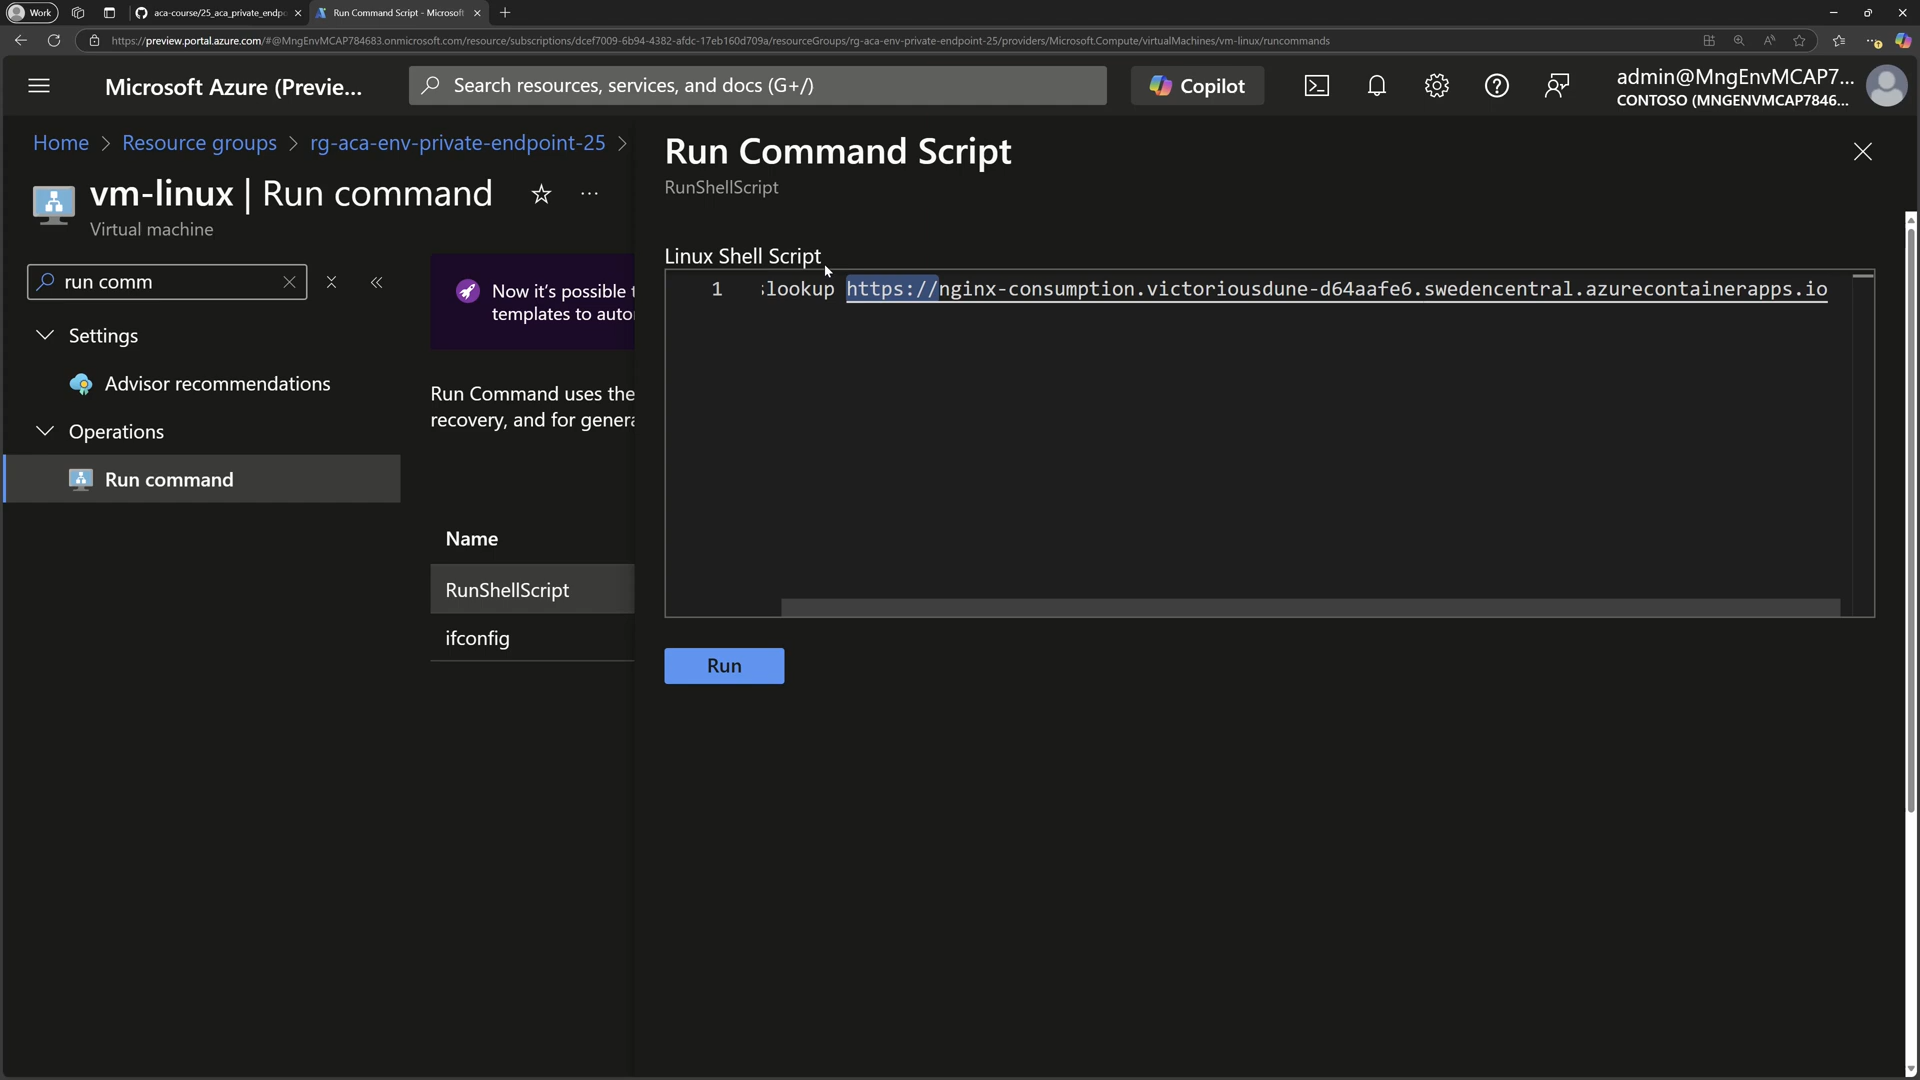 Work
aca-course/25_aca_private_endpo
Run Command Script - Microsoft
https://preview.portal.azure.com/#@MngEnvMCAP784683.onmicrosoft.com/resource/subscriptions/dcef7009-6b94-4382-afdc-17eb160d709a/resourceGroups/rg-aca-env-private-endpoint-25/providers/Microsoft.Compute/virtualMachines/vm-linux/runcommands
Microsoft Azure (Previe...
Search resources, services, and docs (G+/)
Copilot
admin@MngEnvMCAP7...
CONTOSO (MNGENVMCAP7846...
Home > Resource groups > rg-aca-env-private-endpoint-25 >
vm-linux | Run command
Virtual machine
run comm
Settings
Advisor recommendations
Operations
Run command
Now it's possible t
templates to auto
Run Command uses the
recovery, and for genera
Name
RunShellScript
ifconfig
Run Command Script
RunShellScript
Linux Shell Script
1 slookup https://nginx-consumption.victoriousdune-d64aafe6.swedencentral.azurecontainerapps.io
Run